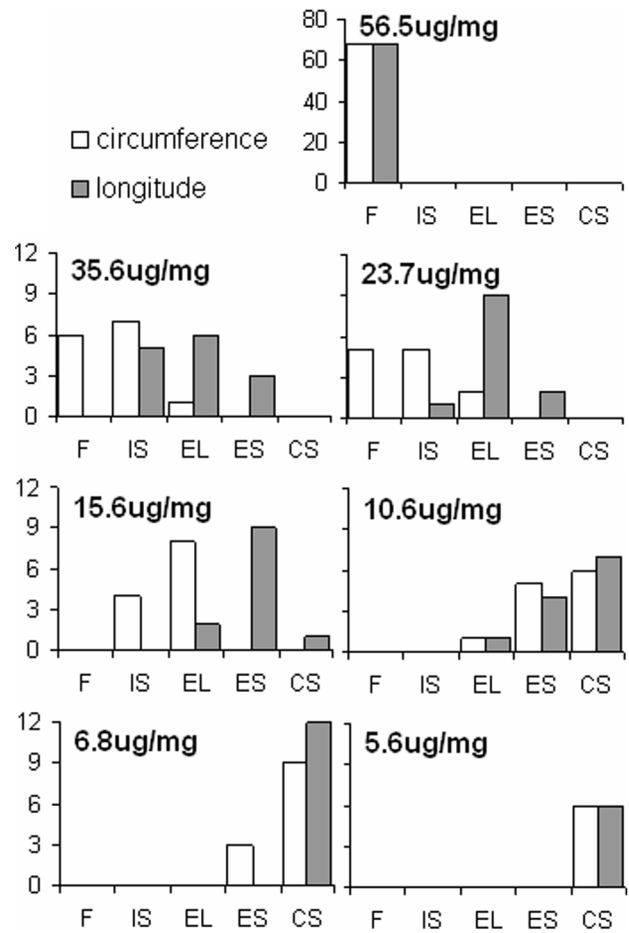 80
56.5ug/mg
60
40
20
0
circumference
longitude
F IS EL ES CS
12
9
6
3
0
35.6ug/mg
F IS EL ES CS
23.7ug/mg
F IS EL ES CS
12
9
6
3
0
15.6ug/mg
F IS EL ES CS
10.6ug/mg
F IS EL ES CS
12
9
6
3
0
6.8ug/mg
F IS EL ES CS
5.6ug/mg
F IS EL ES CS